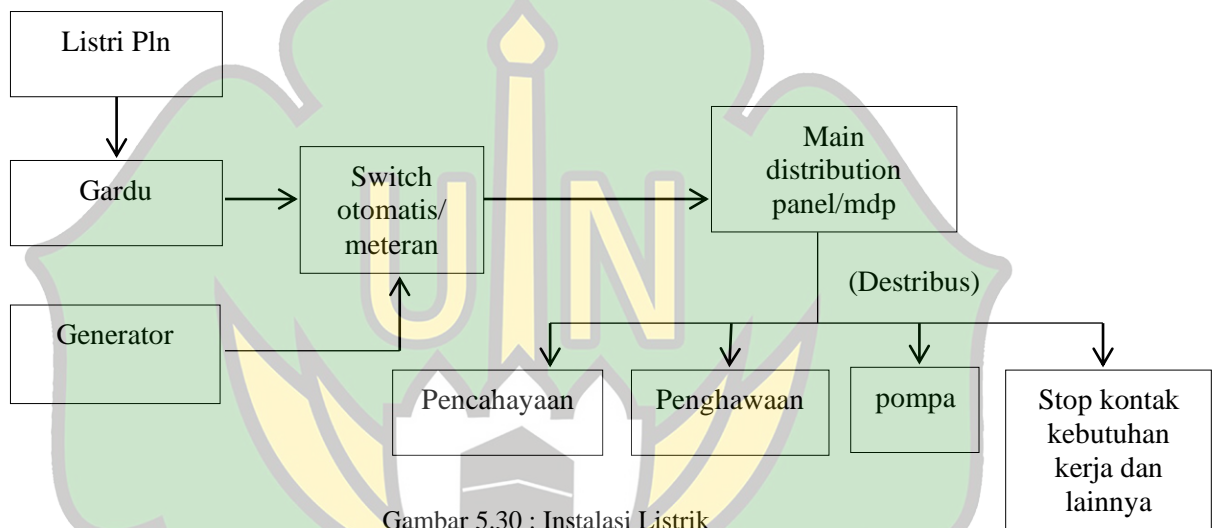 Listri Pln
Gardu
Generator
Switch
otomatis/
meteran
Main
distribution
panel/mdp
(Destribus)
Pencahayaan
Penghawaan
pompa
Stop kontak
kebutuhan
kerja dan
lainnya
UIN
Gambar 5.30 : Instalasi Listrik